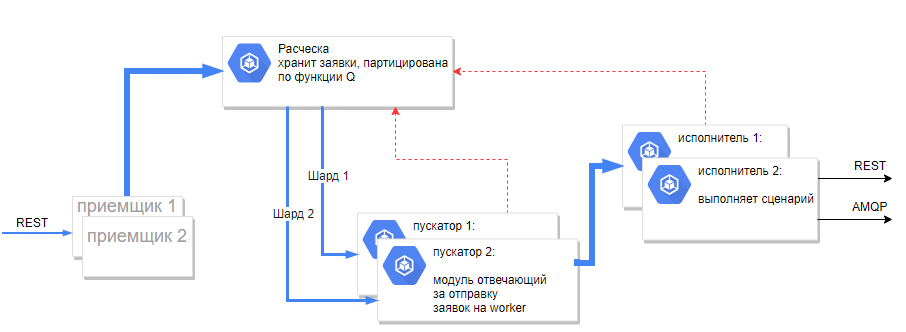 Расческа
хранит заявки, партицирована
по функции Q
исполнитель 1:
исполнитель 2:
выполняет сценарий
REST
AMQP
Шард 1
Шард 2
приемщик 1
приемщик 2
REST
пускатор 1:
пускатор 2:
модуль отвечающий
за отправку
заявок на worker